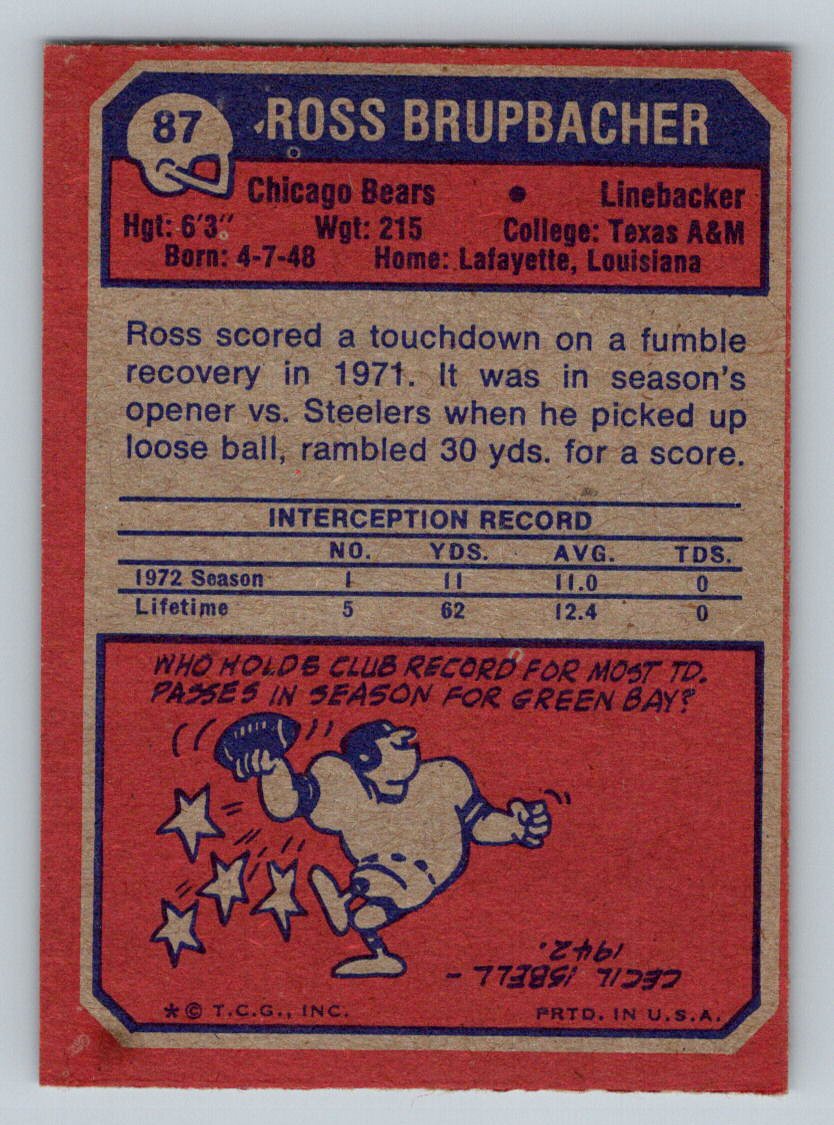 87
ROSS BRUPBACHER
Chicago Bears • Linebacker
Hgt: 6'3" Wgt: 215 College: Texas A&M
Born: 4-7-48 Home: Lafayette, Louisiana
Ross scored a touchdown on a fumble
recovery in 1971. It was in season's
opener vs. Steelers when he picked up
loose ball, rambled 30 yds. for a score.
INTERCEPTION RECORD
NO. YDS. AVG. TDS.
1972 Season 1 11 11.0 0
Lifetime 5 62 12.4 0
WHO HOLDS CLUB RECORD FOR MOST TD.
PASSES IN SEASON FOR GREEN BAY?
CECIL ISBELL –
1942.
* © T.C.G., INC. PRTD. IN U.S.A.